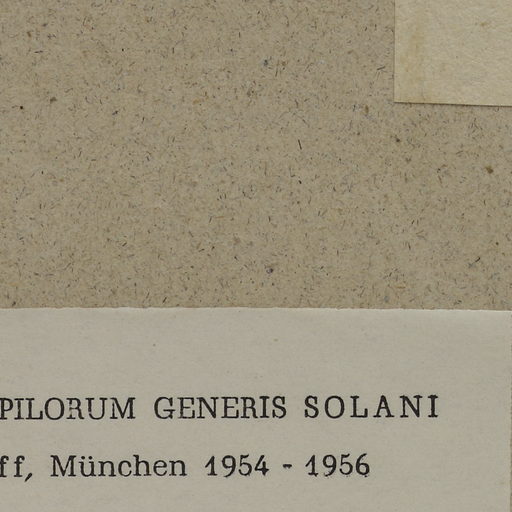 PILORUM GENERIS SOLANI
ff, München 1954 - 1956